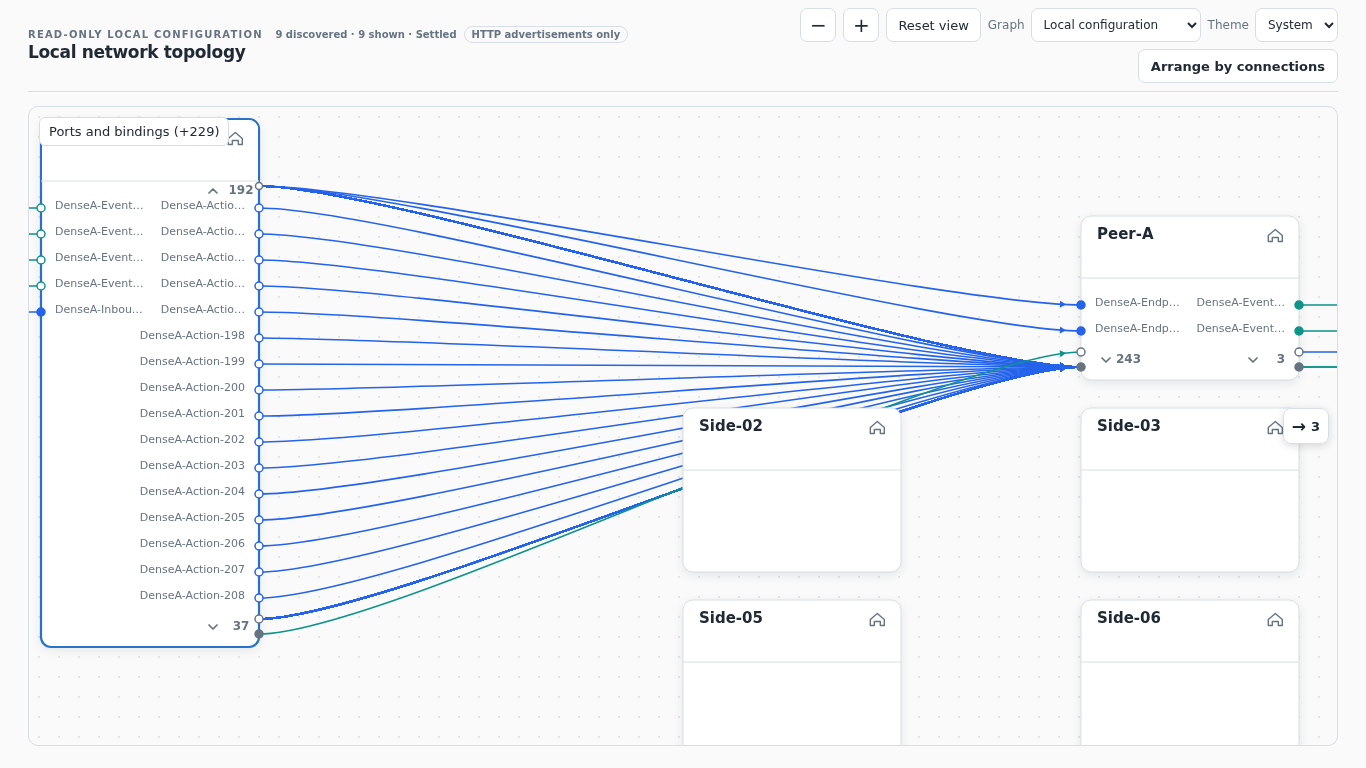 READ-ONLY LOCAL CONFIGURATION 9 discovered · 9 shown · Settled HTTP advertisements only
Local network topology
− + Reset view Graph Local configuration Theme System
Arrange by connections
Ports and bindings (+229)
192
DenseA-Event… DenseA-Actio…
DenseA-Event… DenseA-Actio…
DenseA-Event… DenseA-Actio…
DenseA-Event… DenseA-Actio…
DenseA-Inbou… DenseA-Actio…
DenseA-Action-198
DenseA-Action-199
DenseA-Action-200
DenseA-Action-201
DenseA-Action-202
DenseA-Action-203
DenseA-Action-204
DenseA-Action-205
DenseA-Action-206
DenseA-Action-207
DenseA-Action-208
37
Peer-A
DenseA-Endp… DenseA-Event…
DenseA-Endp… DenseA-Event…
243 3
Side-02
Side-03
→ 3
Side-05
Side-06